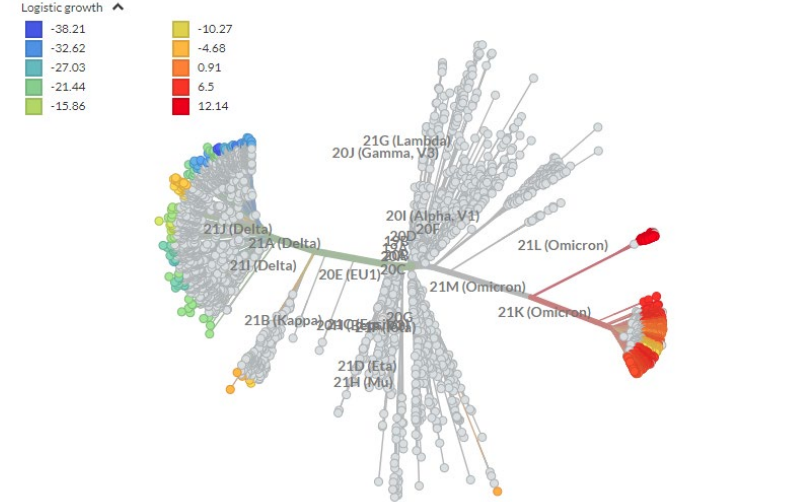 Logistic growth
-38.21
-10.27
-32.62
-4.68
-27.03
0.91
-21.44
6.5
-15.86
12.14
21G (Lambda)
20J (Gamma, V3)
20I (Alpha, V1)
20F
20D
21J (Delta)
21A (Delta)
21L (Omicron)
21I (Delta)
20E (EU1)
20C
21M (Omicron)
21K (Omicron)
20G
21B (Kappa)
21D (Eta)
21H (Mu)